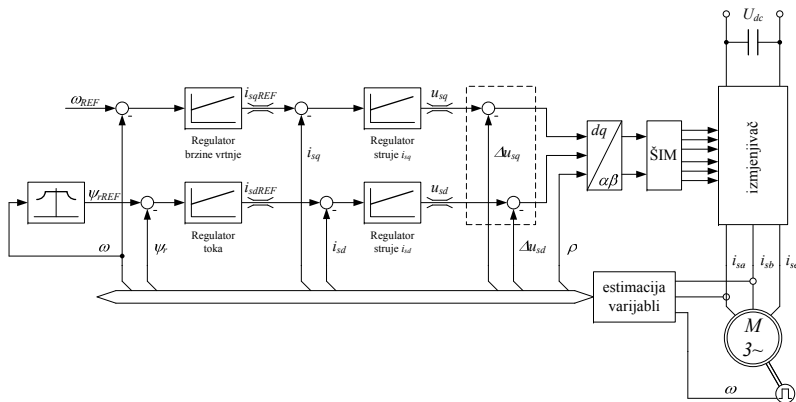 U_dc
ω_REF
-
Regulator
brzine vrtnje
i_sqREF
-
i_sq
Regulator
struje i_sq
u_sq
-
Δu_sq
dq
αβ
ŠIM
izmjenjivač
ψ_rREF
-
ψ_r
ω
Regulator
toka
i_sdREF
-
i_sd
Regulator
struje i_sd
u_sd
-
Δu_sd
ρ
estimacija
varijabli
i_sa
i_sb
i_sc
M
3~
ω